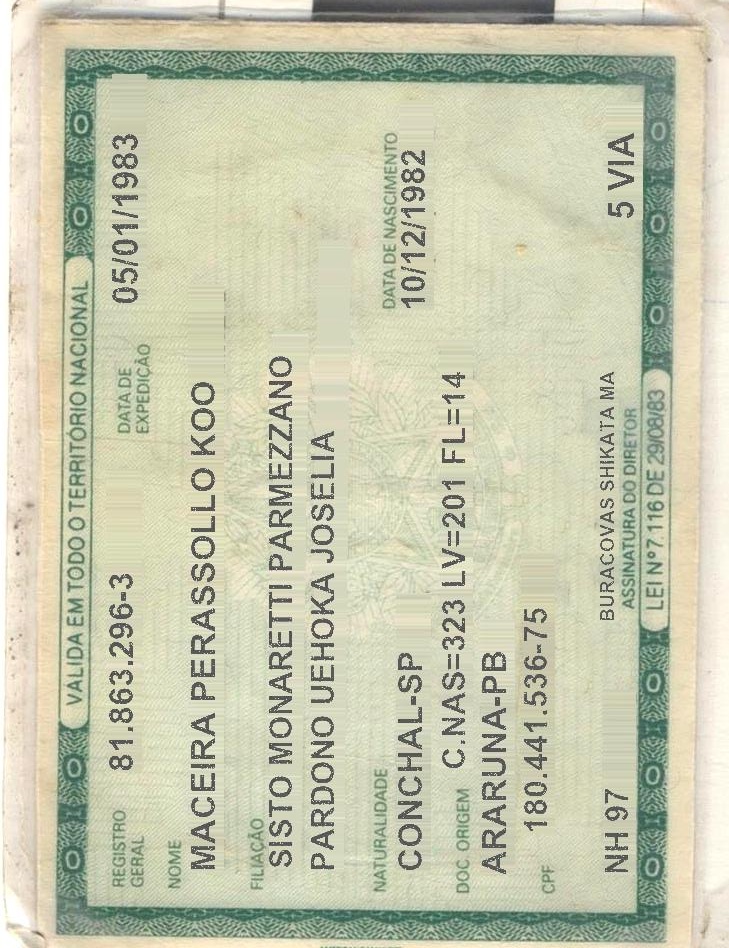 VALIDA EM TODO O TERRITÓRIO NACIONAL
REGISTRO GERAL 81.863.296-3 DATA DE EXPEDIÇÃO 05/01/1983
NOME MACEIRA PERASSOLLO KOO
FILIAÇÃO
SISTO MONARETTI PARMEZZANO
PARDONO UEHOKA JOSELIA
NATURALIDADE DATA DE NASCIMENTO
CONCHAL-SP 10/12/1982
DOC ORIGEM C.NAS=323 LV=201 FL=14
ARARUNA-PB
CPF 180.441.536-75
NH 97 BURACOVAS SHIKATA MA 5 VIA
ASSINATURA DO DIRETOR
LEI Nº 7.116 DE 29/08/83